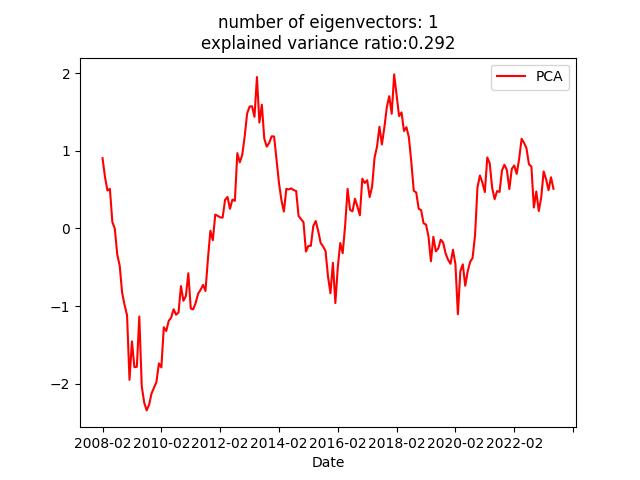 number of eigenvectors: 1
explained variance ratio:0.292
PCA
2
1
0
−1
−2
2008-02 2010-02 2012-02 2014-02 2016-02 2018-02 2020-02 2022-02
Date